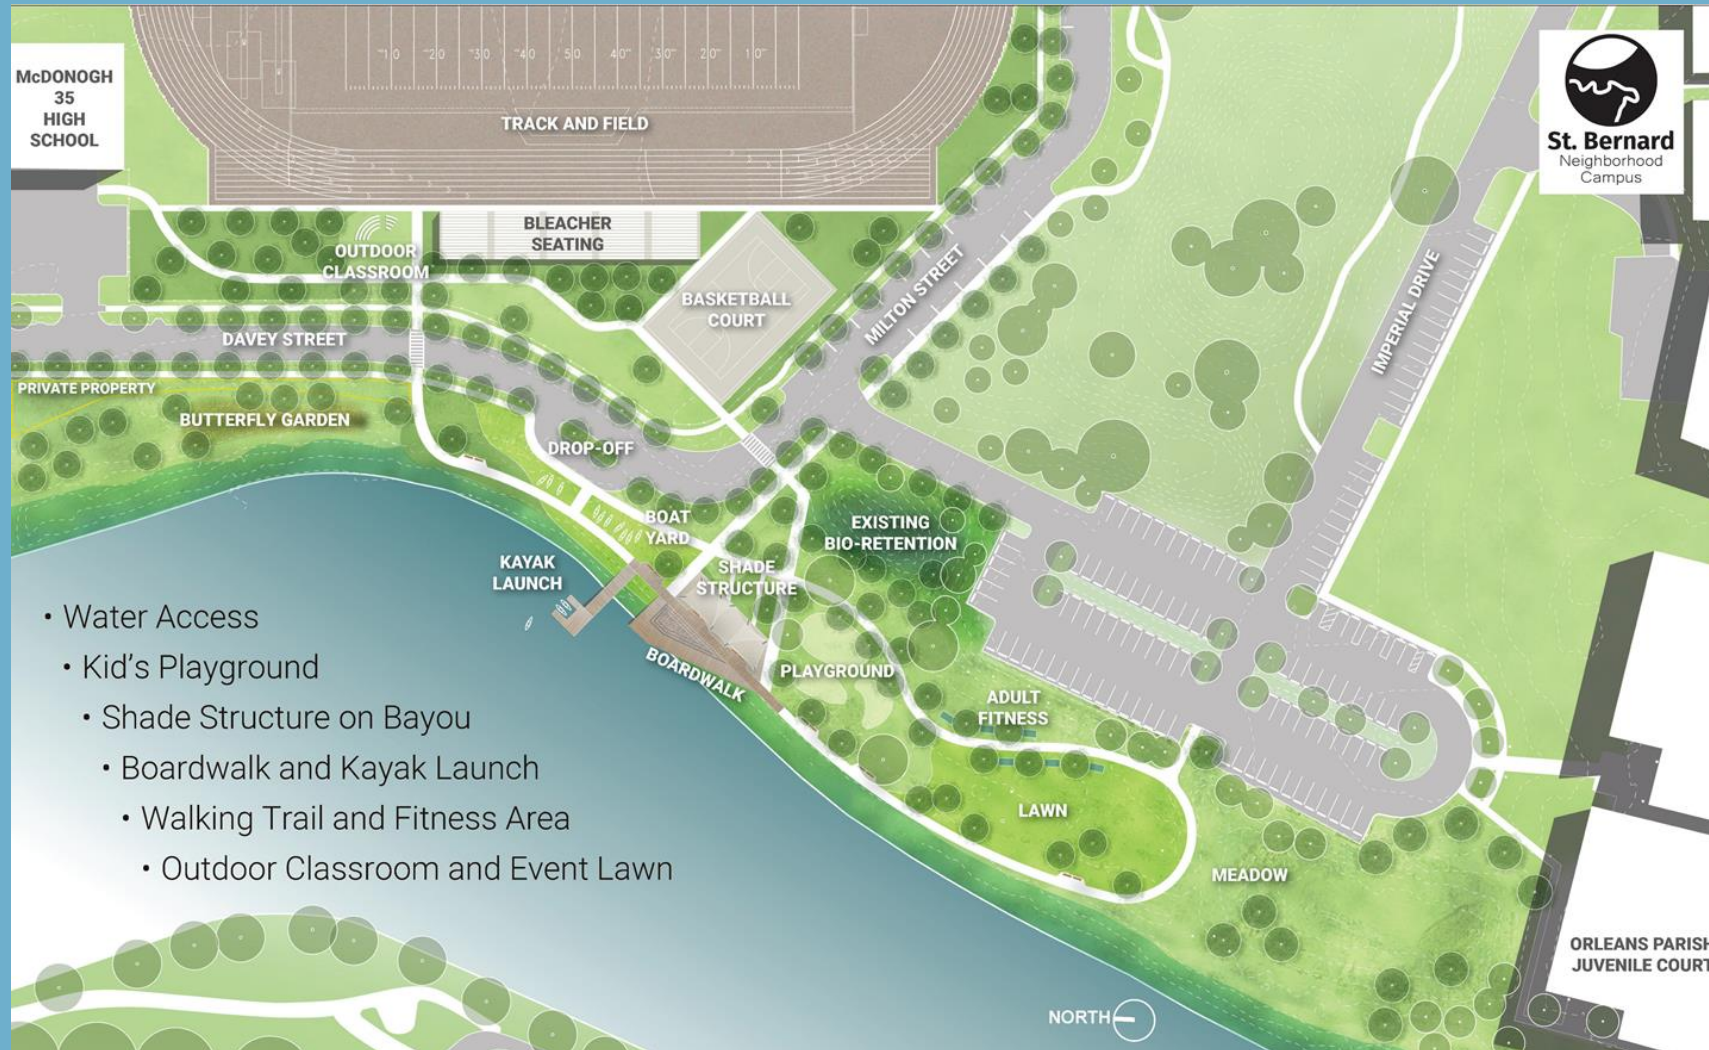 McDONOGH
35
HIGH
SCHOOL
10 20 30 40 50 40 30 20 10
TRACK AND FIELD
St. Bernard
Neighborhood
Campus
BLEACHER
SEATING
OUTDOOR
CLASSROOM
BASKETBALL
COURT
MILTON STREET
IMPERIAL DRIVE
DAVEY STREET
PRIVATE PROPERTY
BUTTERFLY GARDEN
DROP-OFF
BOAT
YARD
EXISTING
BIO-RETENTION
KAYAK
LAUNCH
SHADE
STRUCTURE
BOARDWALK
PLAYGROUND
ADULT
FITNESS
LAWN
MEADOW
• Water Access
• Kid's Playground
• Shade Structure on Bayou
• Boardwalk and Kayak Launch
• Walking Trail and Fitness Area
• Outdoor Classroom and Event Lawn
ORLEANS PARISH
JUVENILE COURT
NORTH